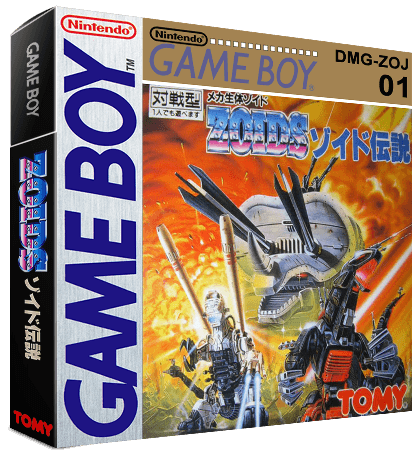 GAME BOY
ZOIDS
ゾイド伝説
TOMY
Nintendo
GAME BOY
TM
Nintendo
GAME BOY
DMG-ZOJ
01
対戦型
1人でも遊べます
メカ生体ゾイド
ZOIDS
ゾイド伝説
TOMY